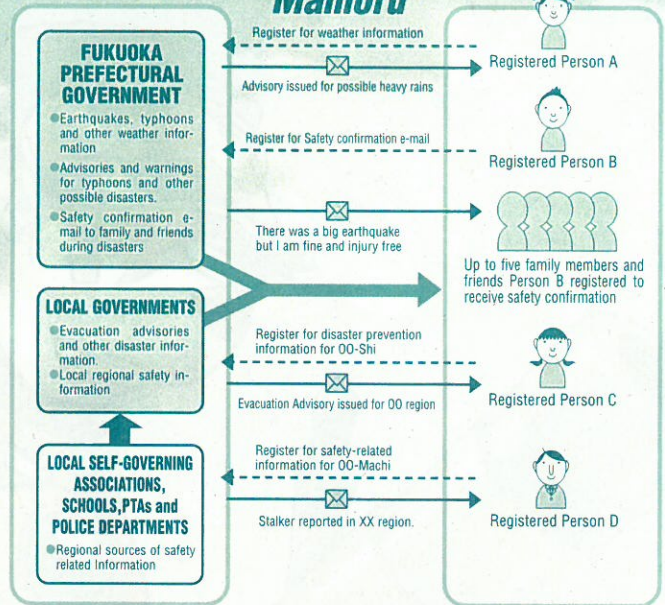 Mamoru
FUKUOKA
PREFECTURAL
GOVERNMENT
●Earthquakes, typhoons
and other weather infor-
mation
●Advisories and warnings
for typhoons and other
possible disasters.
●Safety confirmation e-
mail to family and friends
during disasters
LOCAL GOVERNMENTS
●Evacuation advisories
and other disaster infor-
mation.
●Local regional safety in-
formation
LOCAL SELF-GOVERNING
ASSOCIATIONS,
SCHOOLS,PTAs and
POLICE DEPARTMENTS
●Regional sources of safety
related Information
Register for weather information
Advisory issued for possible heavy rains
Register for Safety confirmation e-mail
There was a big earthquake
but I am fine and injury free
Register for disaster prevention
information for OO-Shi
Evacuation Advisory issued for OO region
Register for safety-related
information for OO-Machi
Stalker reported in XX region.
Registered Person A
Registered Person B
Up to five family members and
friends Person B registered to
receive safety confirmation
Registered Person C
Registered Person D